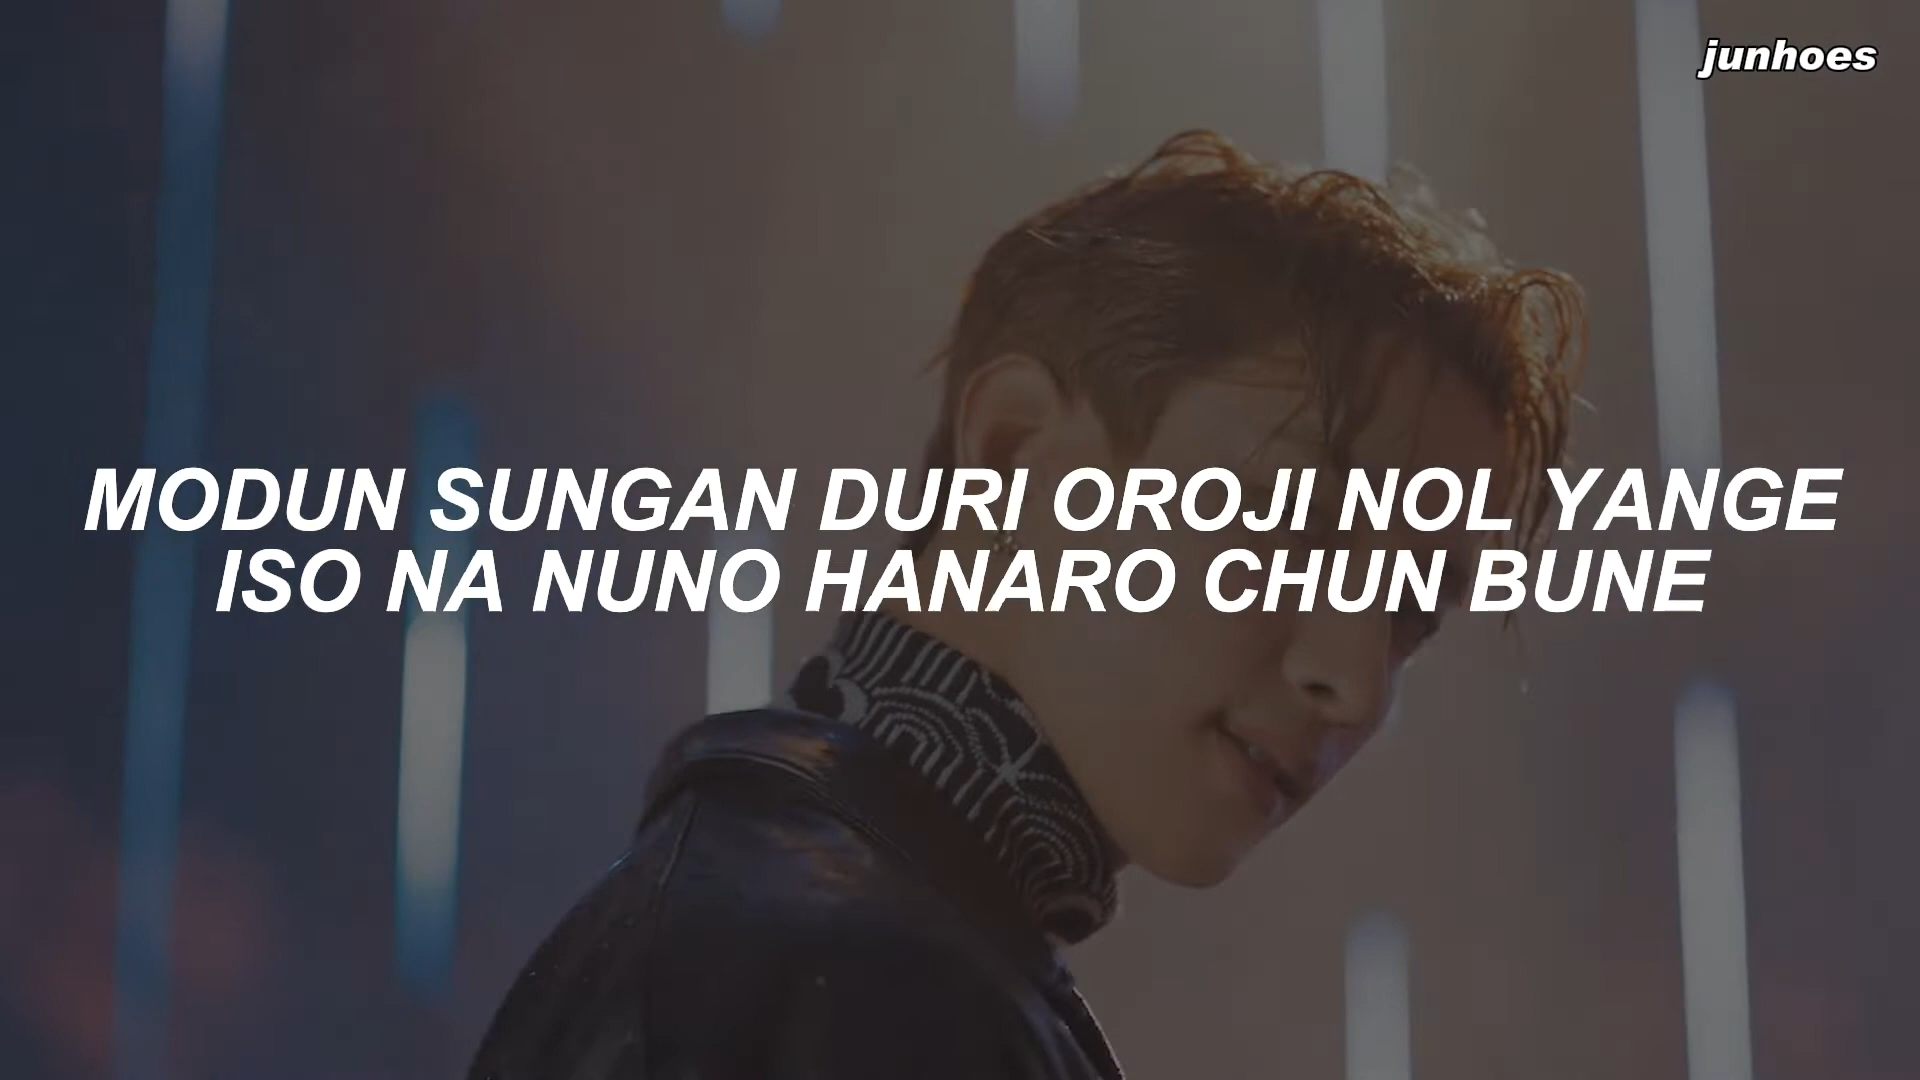 junhoes
MODUN SUNGAN DURI OROJI NOL YANGE
ISO NA NUNO HANARO CHUN BUNE